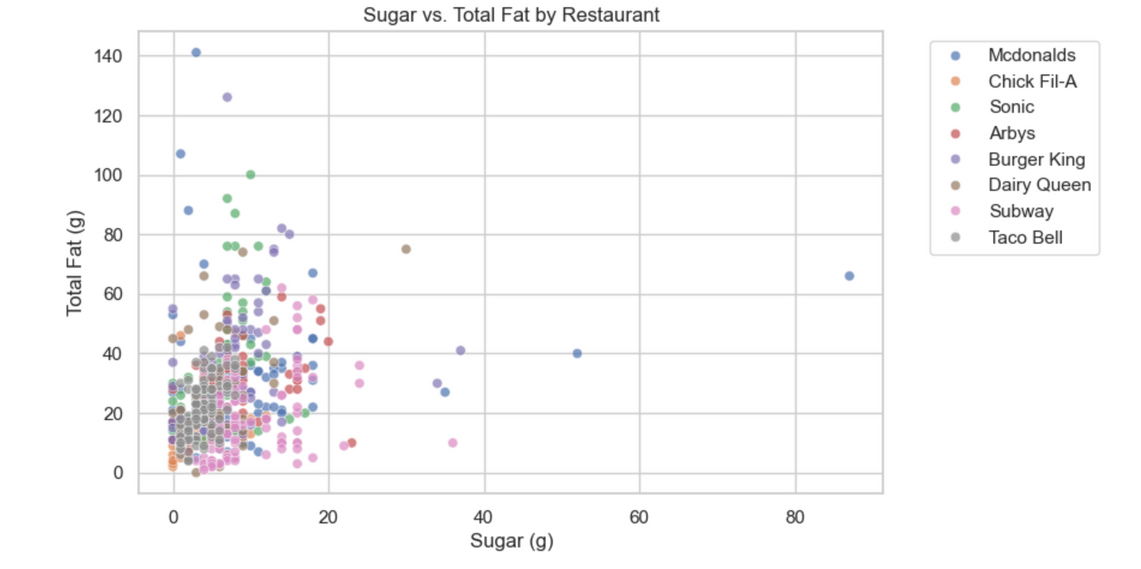 Sugar vs. Total Fat by Restaurant
140
120
100
80
60
40
20
0
Total Fat (g)
0 20 40 60 80
Sugar (g)
Mcdonalds
Chick Fil-A
Sonic
Arbys
Burger King
Dairy Queen
Subway
Taco Bell